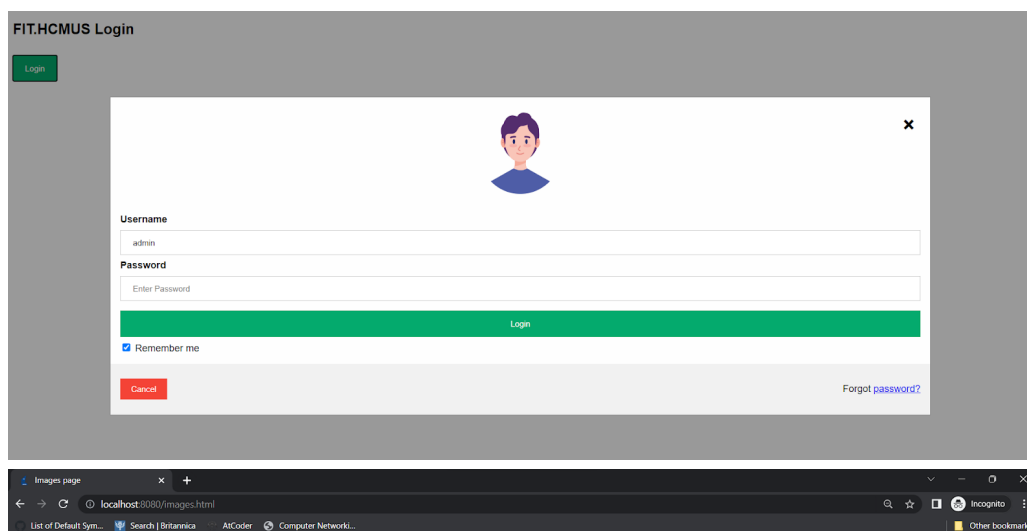 FIT.HCMUS Login
Login
Username
admin
Password
Enter Password
Login
Remember me
Cancel
Forgot password?
Images page
localhost:8080/images.html
Incognito
List of Default Sym... Search | Britannica AtCoder Computer Networki... Other bookmark